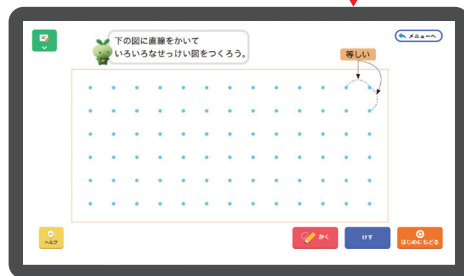 下の図に直線をかいて
いろいろなせっけい図をつくろう。
メニューへ
等しい
ヘルプ
かく
けす
はじめにもどる